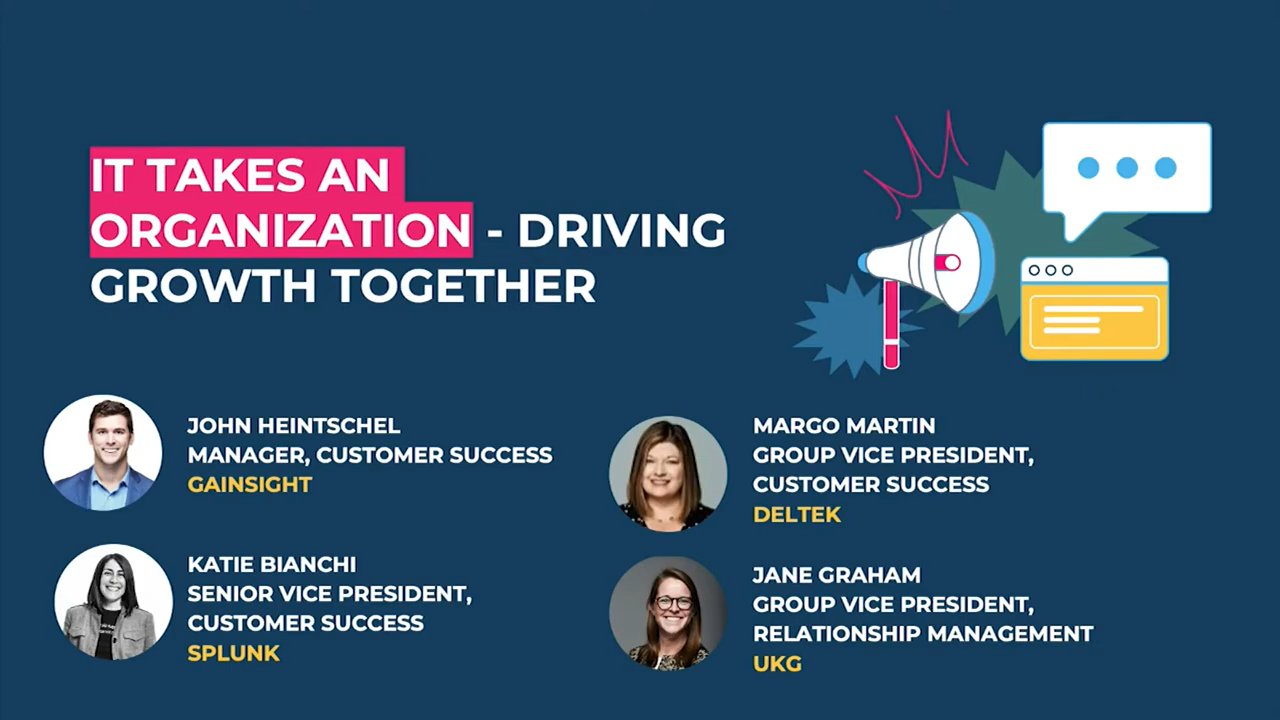 IT TAKES AN
ORGANIZATION - DRIVING
GROWTH TOGETHER
JOHN HEINTSCHEL
MANAGER, CUSTOMER SUCCESS
GAINSIGHT
MARGO MARTIN
GROUP VICE PRESIDENT,
CUSTOMER SUCCESS
DELTEK
KATIE BIANCHI
SENIOR VICE PRESIDENT,
CUSTOMER SUCCESS
SPLUNK
JANE GRAHAM
GROUP VICE PRESIDENT,
RELATIONSHIP MANAGEMENT
UKG